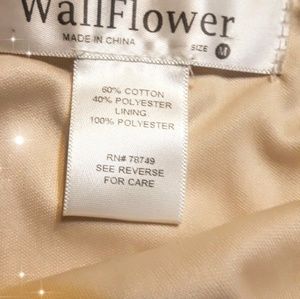 WallFlower
MADE IN CHINA
SIZE M
60% COTTON
40% POLYESTER
LINING
100% POLYESTER
RN# 78749
SEE REVERSE
FOR CARE